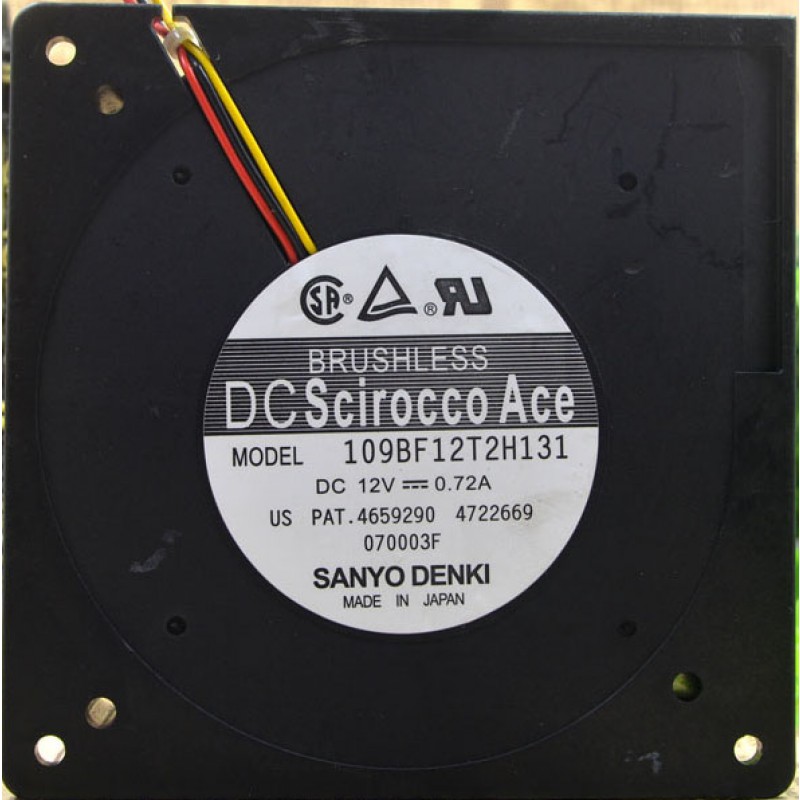 SA® ®
BRUSHLESS
DC Scirocco Ace
MODEL 109BF12T2H131
DC 12V ⎓ 0.72A
US PAT.4659290 4722669
070003F
SANYO DENKI
MADE IN JAPAN